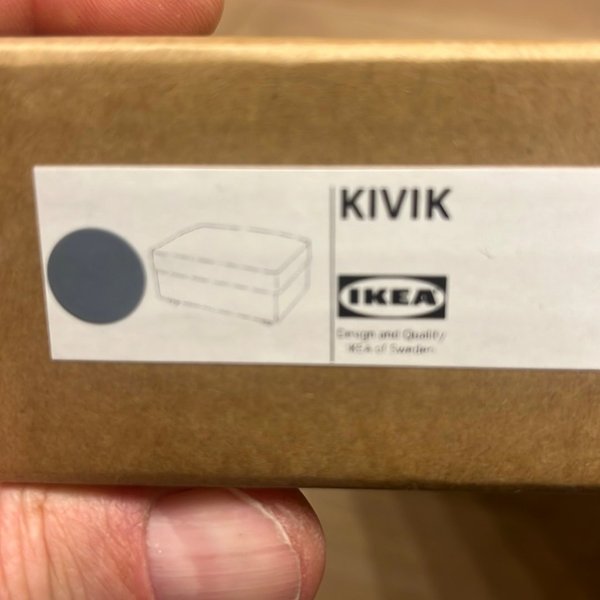 KIVIK
IKEA
Design and Quality
IKEA of Sweden